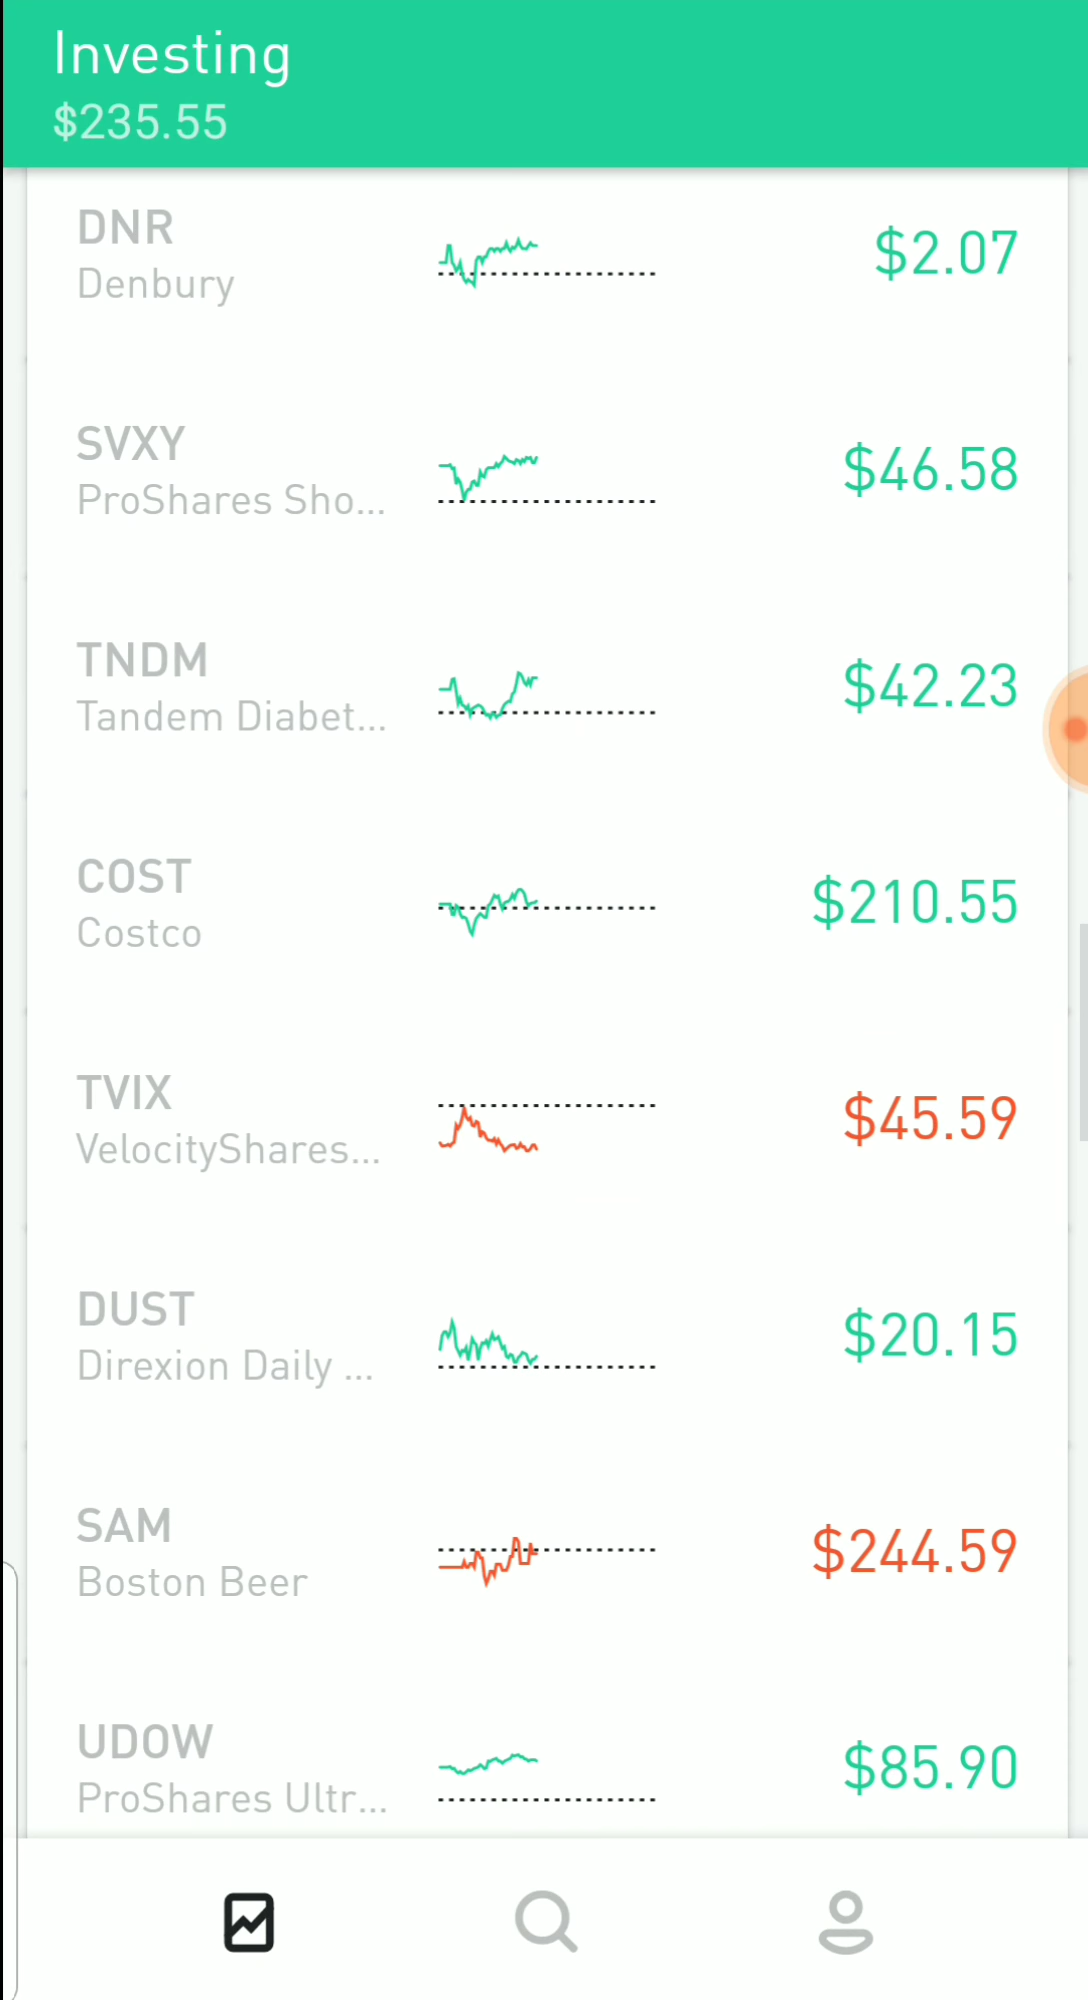 Investing
$235.55
DNR
Denbury
$2.07
SVXY
ProShares Sho...
$46.58
TNDM
Tandem Diabet...
$42.23
COST
Costco
$210.55
TVIX
VelocityShares...
$45.59
DUST
Direxion Daily ...
$20.15
SAM
Boston Beer
$244.59
UDOW
ProShares Ultr...
$85.90